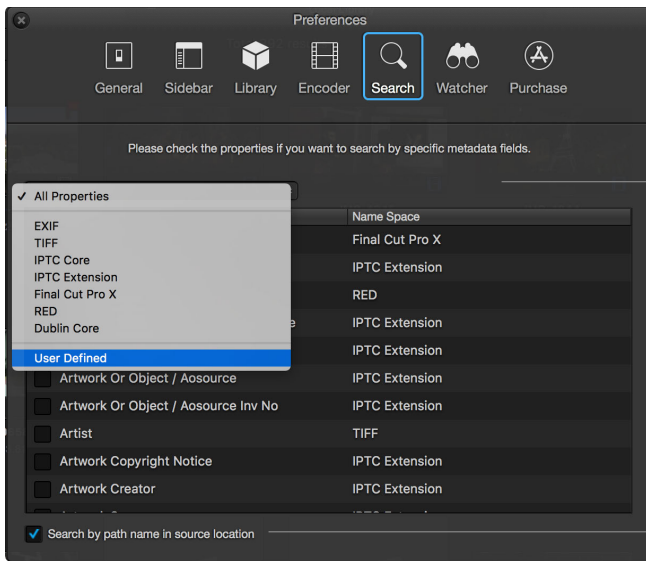 Preferences
General Sidebar Library Encoder Search Watcher Purchase
Please check the properties if you want to search by specific metadata fields.
All Properties
EXIF
TIFF
IPTC Core
IPTC Extension
Final Cut Pro X
RED
Dublin Core
User Defined
Name Space
Final Cut Pro X
IPTC Extension
RED
IPTC Extension
IPTC Extension
Artwork Or Object / Aosource IPTC Extension
Artwork Or Object / Aosource Inv No IPTC Extension
Artist TIFF
Artwork Copyright Notice IPTC Extension
Artwork Creator IPTC Extension
Search by path name in source location